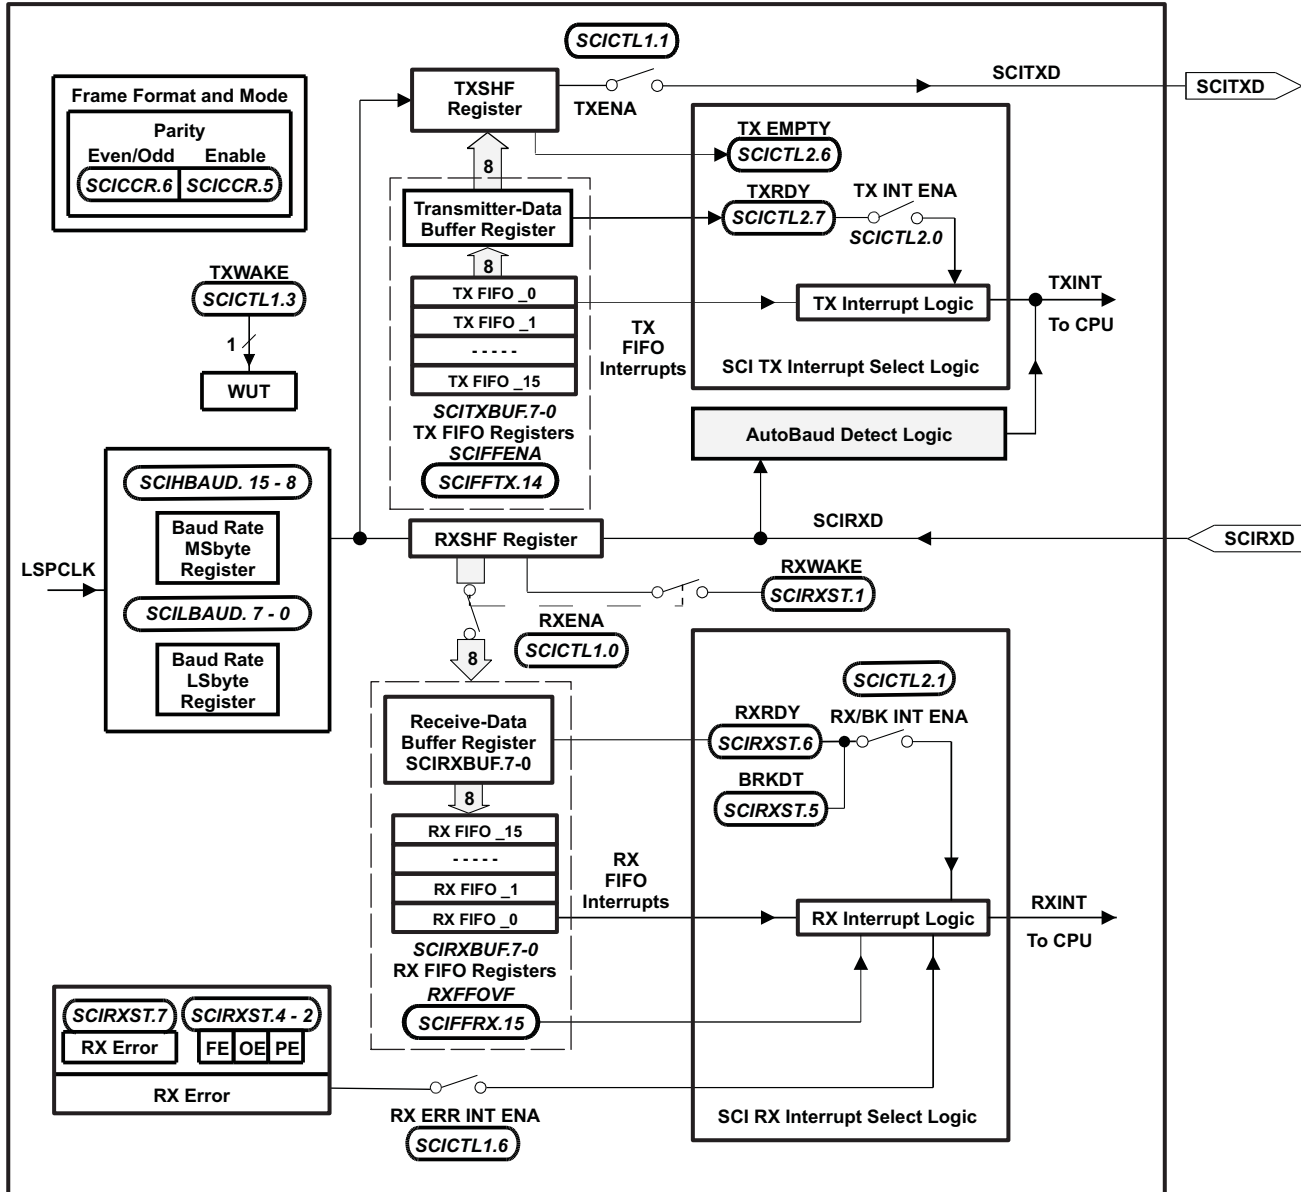 SCICTL1.1
SCITXD
SCITXD
TXSHF
Register
TXENA
Frame Format and Mode
Parity
Even/Odd Enable
SCICCR.6 SCICCR.5
8
TX EMPTY
SCICTL2.6
TXRDY
SCICTL2.7
TX INT ENA
SCICTL2.0
Transmitter-Data
Buffer Register
8
TX FIFO _0
TX FIFO _1
- - - - -
TX FIFO _15
SCITXBUF.7-0
TX FIFO Registers
SCIFFENA
SCIFFTX.14
TX
FIFO
Interrupts
TX Interrupt Logic
TXINT
To CPU
SCI TX Interrupt Select Logic
TXWAKE
SCICTL1.3
1
WUT
AutoBaud Detect Logic
LSPCLK
SCIHBAUD. 15 - 8
Baud Rate
MSbyte
Register
SCILBAUD. 7 - 0
Baud Rate
LSbyte
Register
RXSHF Register
SCIRXD
SCIRXD
RXWAKE
SCIRXST.1
RXENA
SCICTL1.0
8
Receive-Data
Buffer Register
SCIRXBUF.7-0
8
RX FIFO _15
- - - - -
RX FIFO _1
RX FIFO _0
SCIRXBUF.7-0
RX FIFO Registers
RXFFOVF
SCIFFRX.15
RX
FIFO
Interrupts
SCICTL2.1
RXRDY
SCIRXST.6
RX/BK INT ENA
BRKDT
SCIRXST.5
RX Interrupt Logic
RXINT
To CPU
SCI RX Interrupt Select Logic
SCIRXST.7 SCIRXST.4 - 2
RX Error FE OE PE
RX Error
RX ERR INT ENA
SCICTL1.6